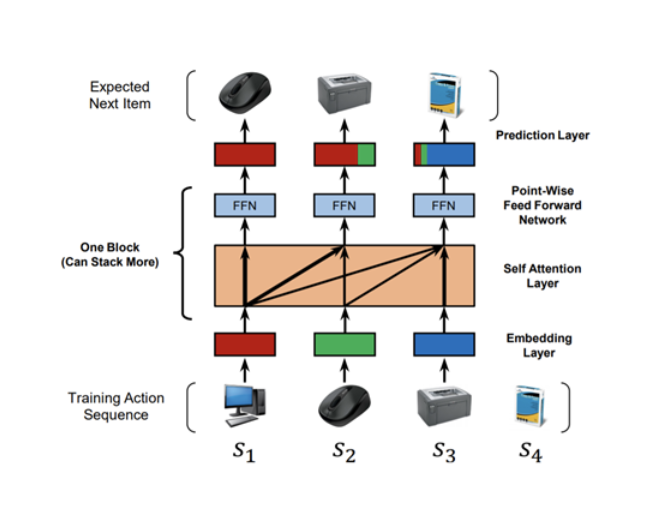 Expected
Next Item
Prediction Layer
FFN
FFN
FFN
Point-Wise
Feed Forward
Network
One Block
(Can Stack More)
Self Attention
Layer
Embedding
Layer
Training Action
Sequence
S1
S2
S3
S4